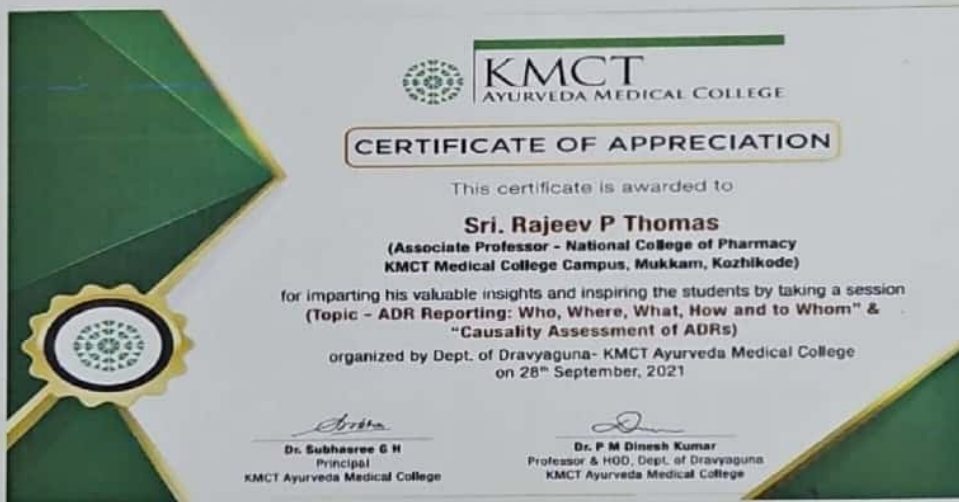 KMCT
AYURVEDA MEDICAL COLLEGE
CERTIFICATE OF APPRECIATION
This certificate is awarded to
Sri. Rajeev P Thomas
(Associate Professor - National College of Pharmacy
KMCT Medical College Campus, Mukkam, Kozhikode)
for imparting his valuable insights and inspiring the students by taking a session
(Topic - ADR Reporting: Who, Where, What, How and to Whom" &
"Causality Assessment of ADRs)
organized by Dept. of Dravyaguna- KMCT Ayurveda Medical College
on 28th September, 2021
Dr. Subhasree G H
Principal
KMCT Ayurveda Medical College
Dr. P M Dinesh Kumar
Professor & HOD, Dept. of Dravyaguna
KMCT Ayurveda Medical College